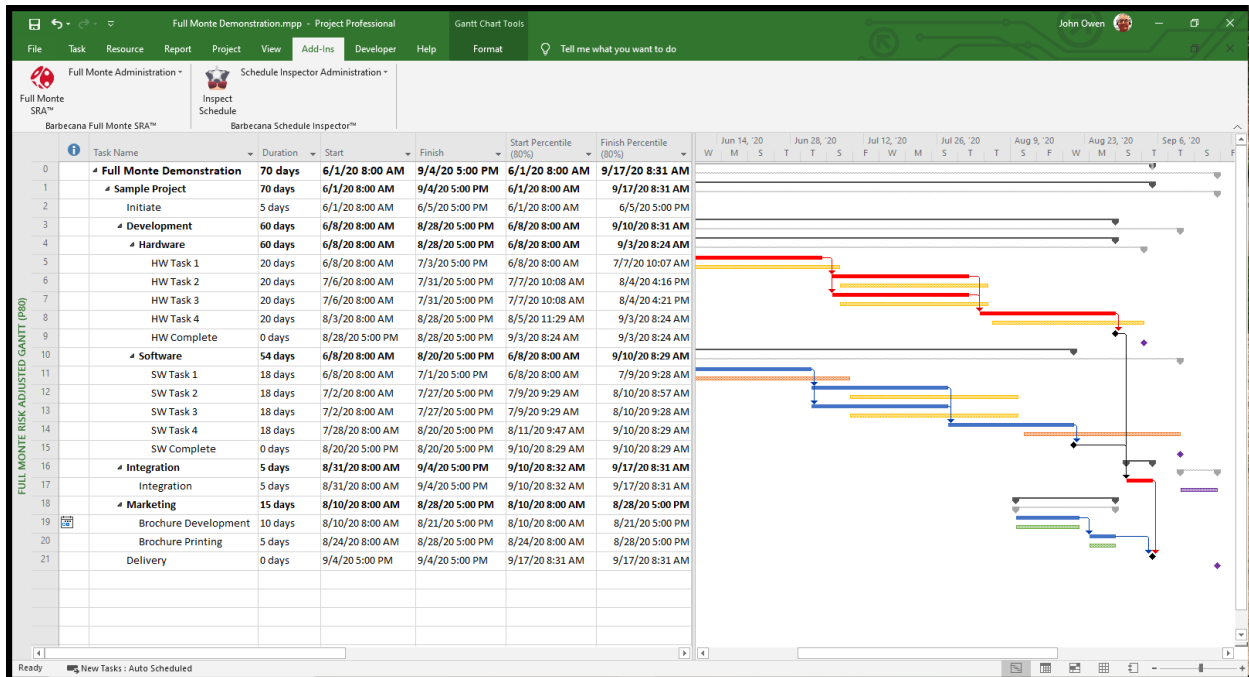 Full Monte Demonstration.mpp - Project Professional
Gantt Chart Tools
John Owen
File Task Resource Report Project View Add-Ins Developer Help Format Tell me what you want to do
Full Monte SRA™
Full Monte Administration
Barbecana Full Monte SRA™
Inspect Schedule
Schedule Inspector Administration
Barbecana Schedule Inspector™
Task Name Duration Start Finish Start Percentile (80%) Finish Percentile (80%)
Jun 14, '20 Jun 28, '20 Jul 12, '20 Jul 26, '20 Aug 9, '20 Aug 23, '20 Sep 6, '20
W M S T T S F W M S T T S F W M S T T S F
0 Full Monte Demonstration 70 days 6/1/20 8:00 AM 9/4/20 5:00 PM 6/1/20 8:00 AM 9/17/20 8:31 AM
1 Sample Project 70 days 6/1/20 8:00 AM 9/4/20 5:00 PM 6/1/20 8:00 AM 9/17/20 8:31 AM
2 Initiate 5 days 6/1/20 8:00 AM 6/5/20 5:00 PM 6/1/20 8:00 AM 6/5/20 5:00 PM
3 Development 60 days 6/8/20 8:00 AM 8/28/20 5:00 PM 6/8/20 8:00 AM 9/10/20 8:31 AM
4 Hardware 60 days 6/8/20 8:00 AM 8/28/20 5:00 PM 6/8/20 8:00 AM 9/3/20 8:24 AM
5 HW Task 1 20 days 6/8/20 8:00 AM 7/3/20 5:00 PM 6/8/20 8:00 AM 7/7/20 10:07 AM
6 HW Task 2 20 days 7/6/20 8:00 AM 7/31/20 5:00 PM 7/7/20 10:08 AM 8/4/20 4:16 PM
7 HW Task 3 20 days 7/6/20 8:00 AM 7/31/20 5:00 PM 7/7/20 10:08 AM 8/4/20 4:21 PM
8 HW Task 4 20 days 8/3/20 8:00 AM 8/28/20 5:00 PM 8/5/20 11:29 AM 9/3/20 8:24 AM
9 HW Complete 0 days 8/28/20 5:00 PM 8/28/20 5:00 PM 9/3/20 8:24 AM 9/3/20 8:24 AM
10 Software 54 days 6/8/20 8:00 AM 8/20/20 5:00 PM 6/8/20 8:00 AM 9/10/20 8:29 AM
11 SW Task 1 18 days 6/8/20 8:00 AM 7/1/20 5:00 PM 6/8/20 8:00 AM 7/9/20 9:28 AM
12 SW Task 2 18 days 7/2/20 8:00 AM 7/27/20 5:00 PM 7/9/20 9:29 AM 8/10/20 8:57 AM
13 SW Task 3 18 days 7/2/20 8:00 AM 7/27/20 5:00 PM 7/9/20 9:29 AM 8/10/20 9:28 AM
14 SW Task 4 18 days 7/28/20 8:00 AM 8/20/20 5:00 PM 8/11/20 9:47 AM 9/10/20 8:29 AM
15 SW Complete 0 days 8/20/20 5:00 PM 8/20/20 5:00 PM 9/10/20 8:29 AM 9/10/20 8:29 AM
16 Integration 5 days 8/31/20 8:00 AM 9/4/20 5:00 PM 9/10/20 8:32 AM 9/17/20 8:31 AM
17 Integration 5 days 8/31/20 8:00 AM 9/4/20 5:00 PM 9/10/20 8:32 AM 9/17/20 8:31 AM
18 Marketing 15 days 8/10/20 8:00 AM 8/28/20 5:00 PM 8/10/20 8:00 AM 8/28/20 5:00 PM
19 Brochure Development 10 days 8/10/20 8:00 AM 8/21/20 5:00 PM 8/10/20 8:00 AM 8/21/20 5:00 PM
20 Brochure Printing 5 days 8/24/20 8:00 AM 8/28/20 5:00 PM 8/24/20 8:00 AM 8/28/20 5:00 PM
21 Delivery 0 days 9/4/20 5:00 PM 9/4/20 5:00 PM 9/17/20 8:31 AM 9/17/20 8:31 AM
FULL MONTE RISK ADJUSTED GANTT (P80)
Ready New Tasks : Auto Scheduled